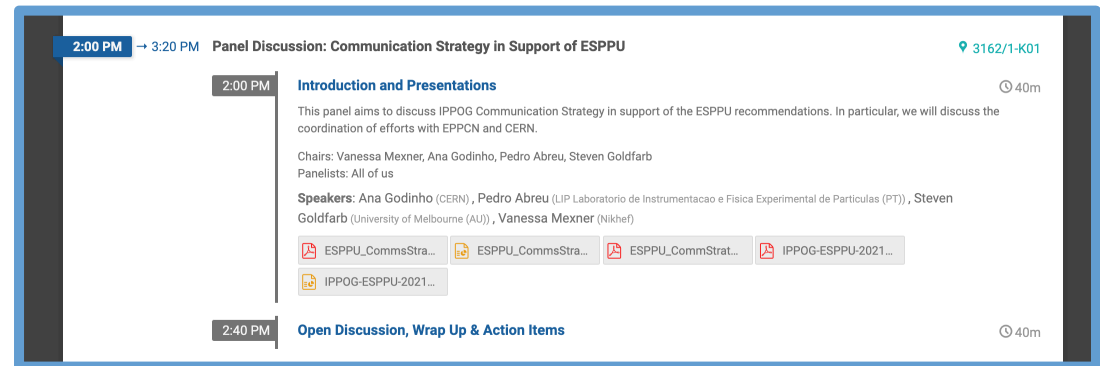 2:00 PM → 3:20 PM Panel Discussion: Communication Strategy in Support of ESPPU 3162/1-K01
2:00 PM Introduction and Presentations 40m
This panel aims to discuss IPPOG Communication Strategy in support of the ESPPU recommendations. In particular, we will discuss the
coordination of efforts with EPPCN and CERN.
Chairs: Vanessa Mexner, Ana Godinho, Pedro Abreu, Steven Goldfarb
Panelists: All of us
Speakers: Ana Godinho (CERN) , Pedro Abreu (LIP Laboratorio de Instrumentacao e Fisica Experimental de Particulas (PT)) , Steven
Goldfarb (University of Melbourne (AU)) , Vanessa Mexner (Nikhef)
ESPPU_CommsStra... ESPPU_CommsStra... ESPPU_CommStrat... IPPOG-ESPPU-2021...
IPPOG-ESPPU-2021...
2:40 PM Open Discussion, Wrap Up & Action Items 40m